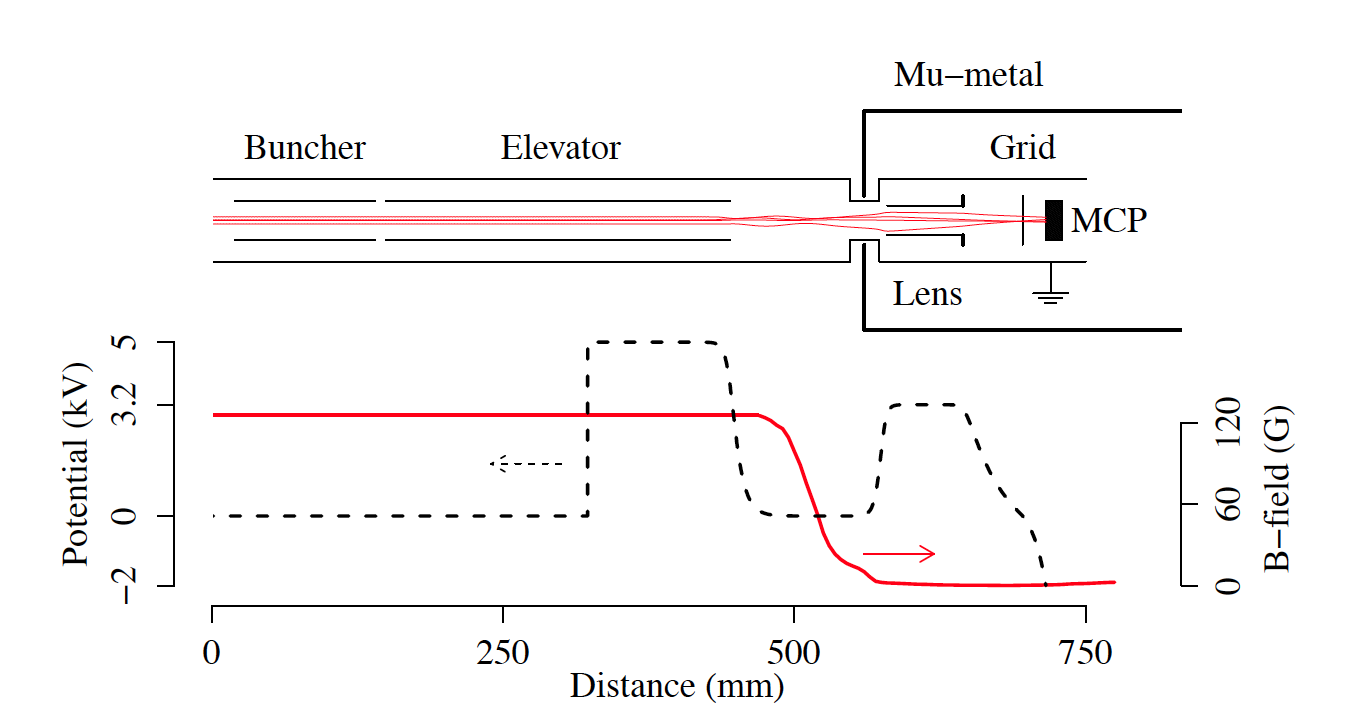 Mu−metal
Buncher
Elevator
Grid
MCP
Lens
Potential (kV)
5
3.2
0
−2
120
60
0
B−field (G)
0
250
500
750
Distance (mm)